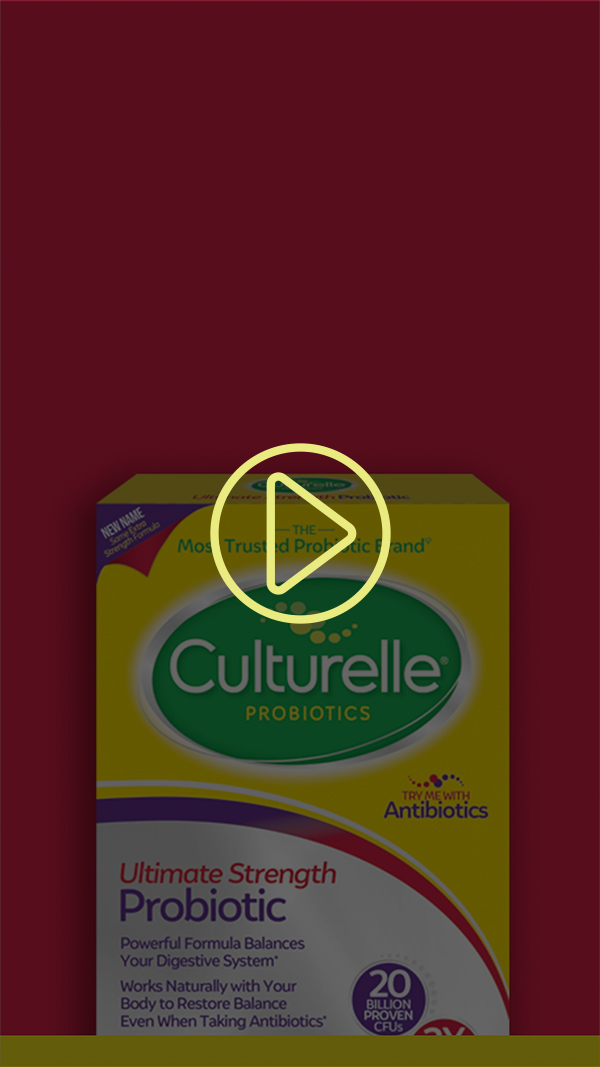 Culturelle
Ultimate Strength Probiotic
NEW NAME
Same Extra
Strength Formula
THE
Most Trusted Probiotic Brand®
Culturelle®
PROBIOTICS
TRY ME WITH
Antibiotics
Ultimate Strength
Probiotic
Powerful Formula Balances
Your Digestive System*
Works Naturally with Your
Body to Restore Balance
Even When Taking Antibiotics*
20
BILLION
PROVEN
CFUs
2X